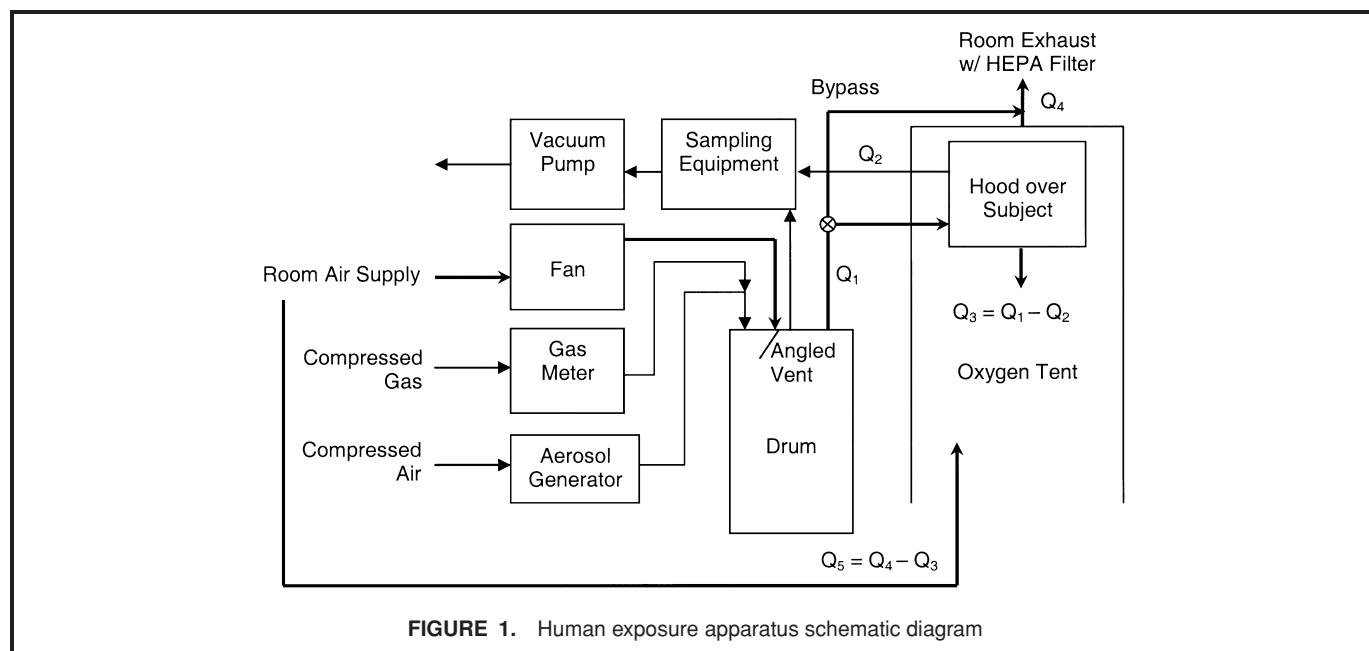 Room Exhaust
w/ HEPA Filter
Bypass
Q4
Vacuum
Pump
Sampling
Equipment
Q2
Hood over
Subject
Fan
Room Air Supply
Q1
Q3 = Q1 – Q2
Compressed
Gas
Gas
Meter
Angled
Vent
Oxygen Tent
Compressed
Air
Aerosol
Generator
Drum
Q5 = Q4 – Q3
FIGURE 1. Human exposure apparatus schematic diagram